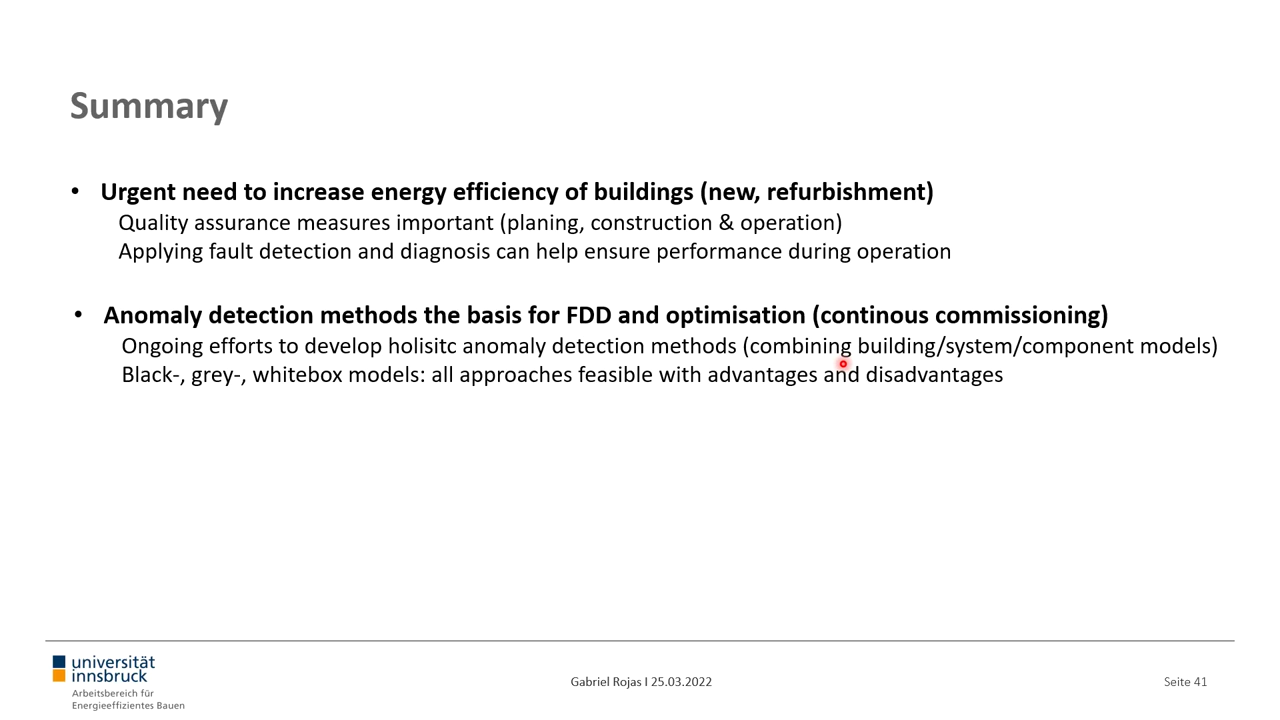 Summary
• Urgent need to increase energy efficiency of buildings (new, refurbishment)
Quality assurance measures important (planing, construction & operation)
Applying fault detection and diagnosis can help ensure performance during operation
• Anomaly detection methods the basis for FDD and optimisation (continous commissioning)
Ongoing efforts to develop holisitc anomaly detection methods (combining building/system/component models)
Black-, grey-, whitebox models: all approaches feasible with advantages and disadvantages
universität
innsbruck
Arbeitsbereich für
Energieeffizientes Bauen
Gabriel Rojas I 25.03.2022
Seite 41